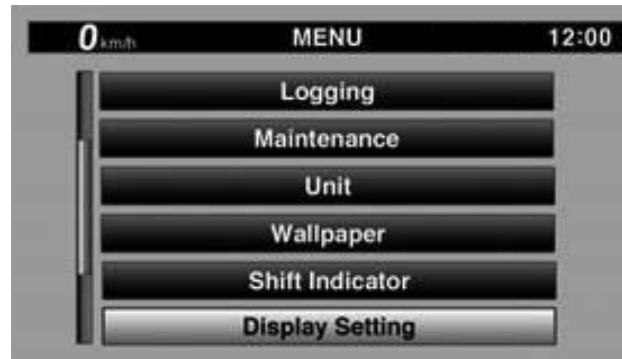 0 km/h MENU 12:00
Logging
Maintenance
Unit
Wallpaper
Shift Indicator
Display Setting